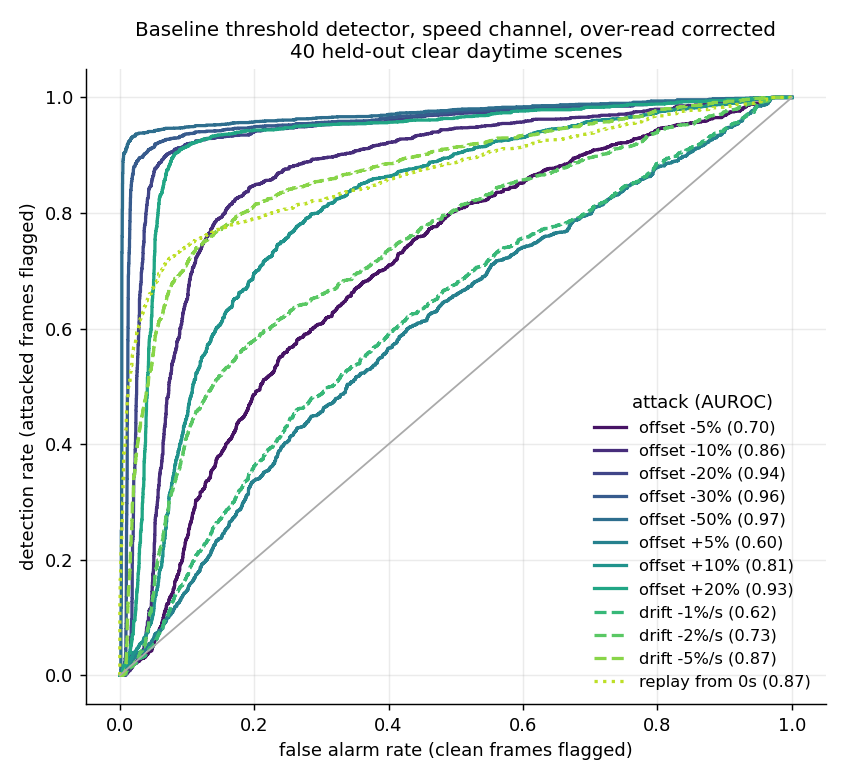 Baseline threshold detector, speed channel, over-read corrected
40 held-out clear daytime scenes
detection rate (attacked frames flagged)
1.0
0.8
0.6
0.4
0.2
0.0
attack (AUROC)
offset -5% (0.70)
offset -10% (0.86)
offset -20% (0.94)
offset -30% (0.96)
offset -50% (0.97)
offset +5% (0.60)
offset +10% (0.81)
offset +20% (0.93)
drift -1%/s (0.62)
drift -2%/s (0.73)
drift -5%/s (0.87)
replay from 0s (0.87)
0.0 0.2 0.4 0.6 0.8 1.0
false alarm rate (clean frames flagged)